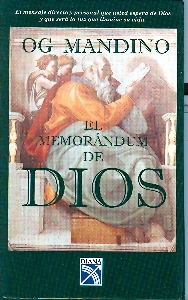 El mensaje directo y personal que usted espera de Dios
y que será la luz que ilumine su vida
OG MANDINO
EL
MEMORÁNDUM
DE
DIOS
DIANA